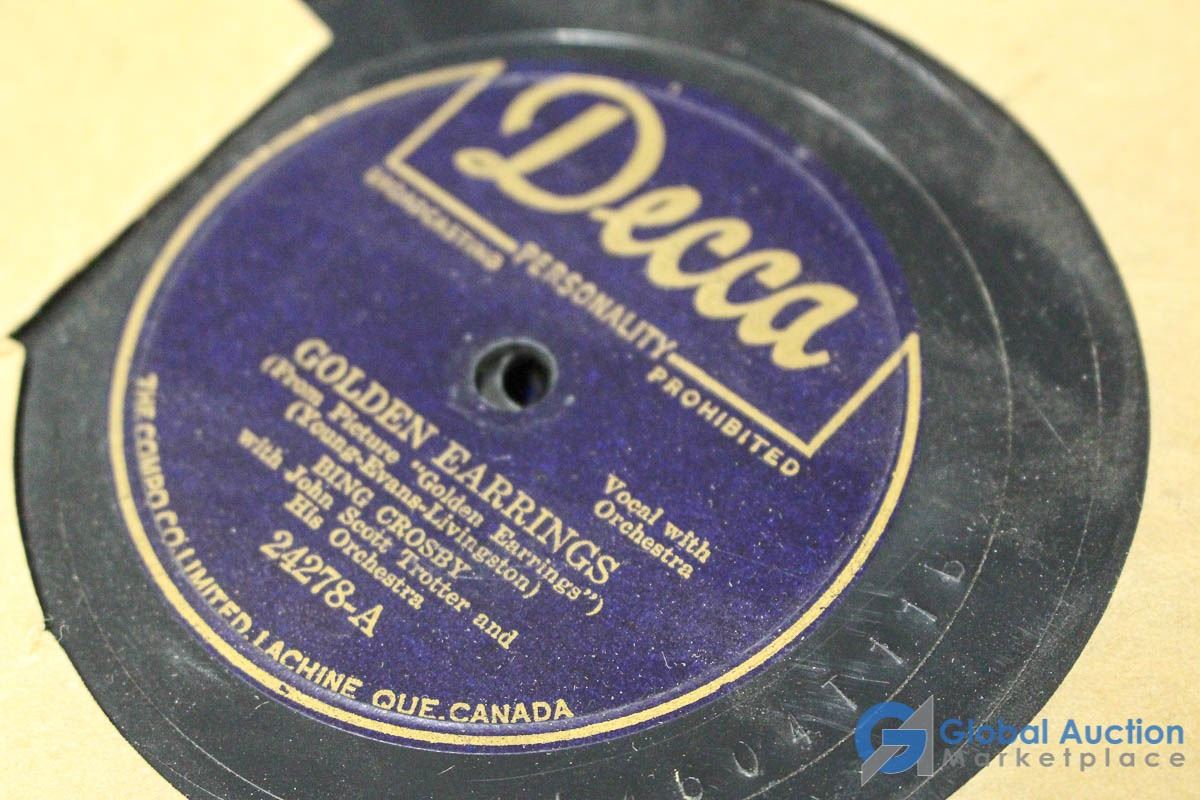 Decca
PERSONALITY
BROADCASTING PROHIBITED
Vocal with
Orchestra
GOLDEN EARRINGS
(From Picture "Golden Earrings")
(Young-Evans-Livingston)
BING CROSBY
with John Scott Trotter and
His Orchestra
24278-A
THE COMPO CO. LIMITED, LACHINE, QUE. CANADA
Global Auction
Marketplace